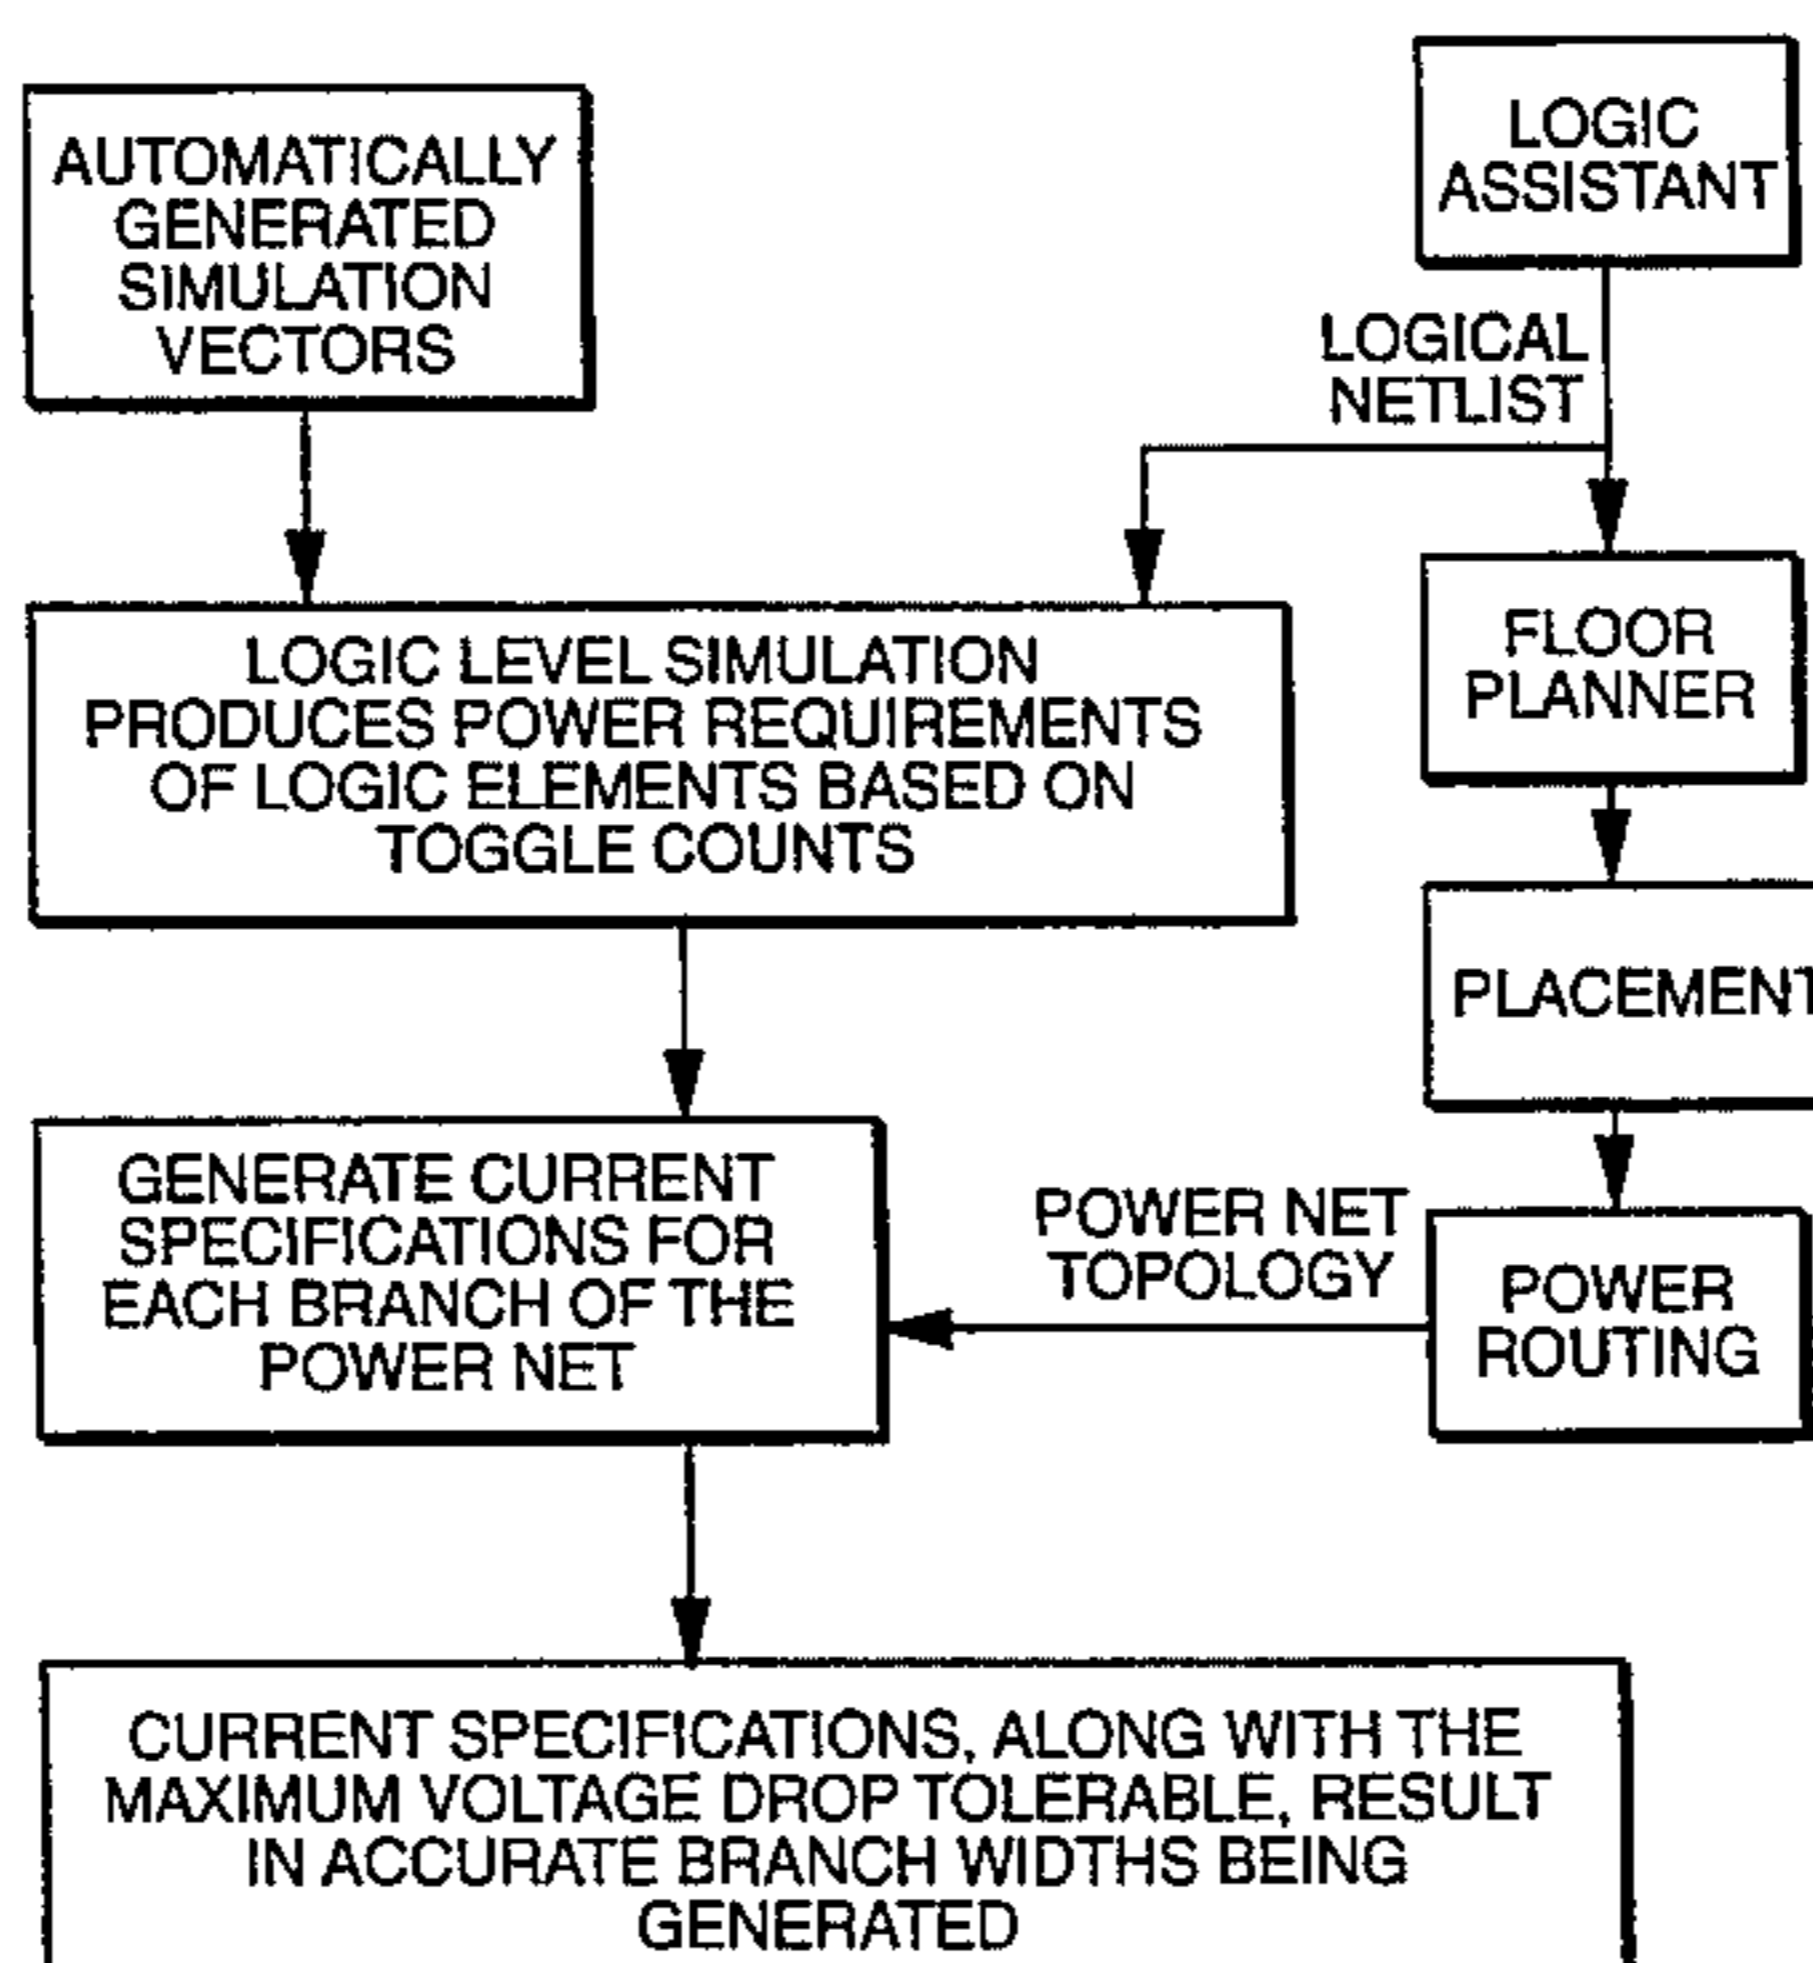 AUTOMATICALLY
GENERATED
SIMULATION
VECTORS
LOGIC
ASSISTANT
LOGICAL
NETLIST
LOGIC LEVEL SIMULATION
PRODUCES POWER REQUIREMENTS
OF LOGIC ELEMENTS BASED ON
TOGGLE COUNTS
FLOOR
PLANNER
PLACEMENT
GENERATE CURRENT
SPECIFICATIONS FOR
EACH BRANCH OF THE
POWER NET
POWER NET
TOPOLOGY
POWER
ROUTING
CURRENT SPECIFICATIONS, ALONG WITH THE
MAXIMUM VOLTAGE DROP TOLERABLE, RESULT
IN ACCURATE BRANCH WIDTHS BEING
GENERATED